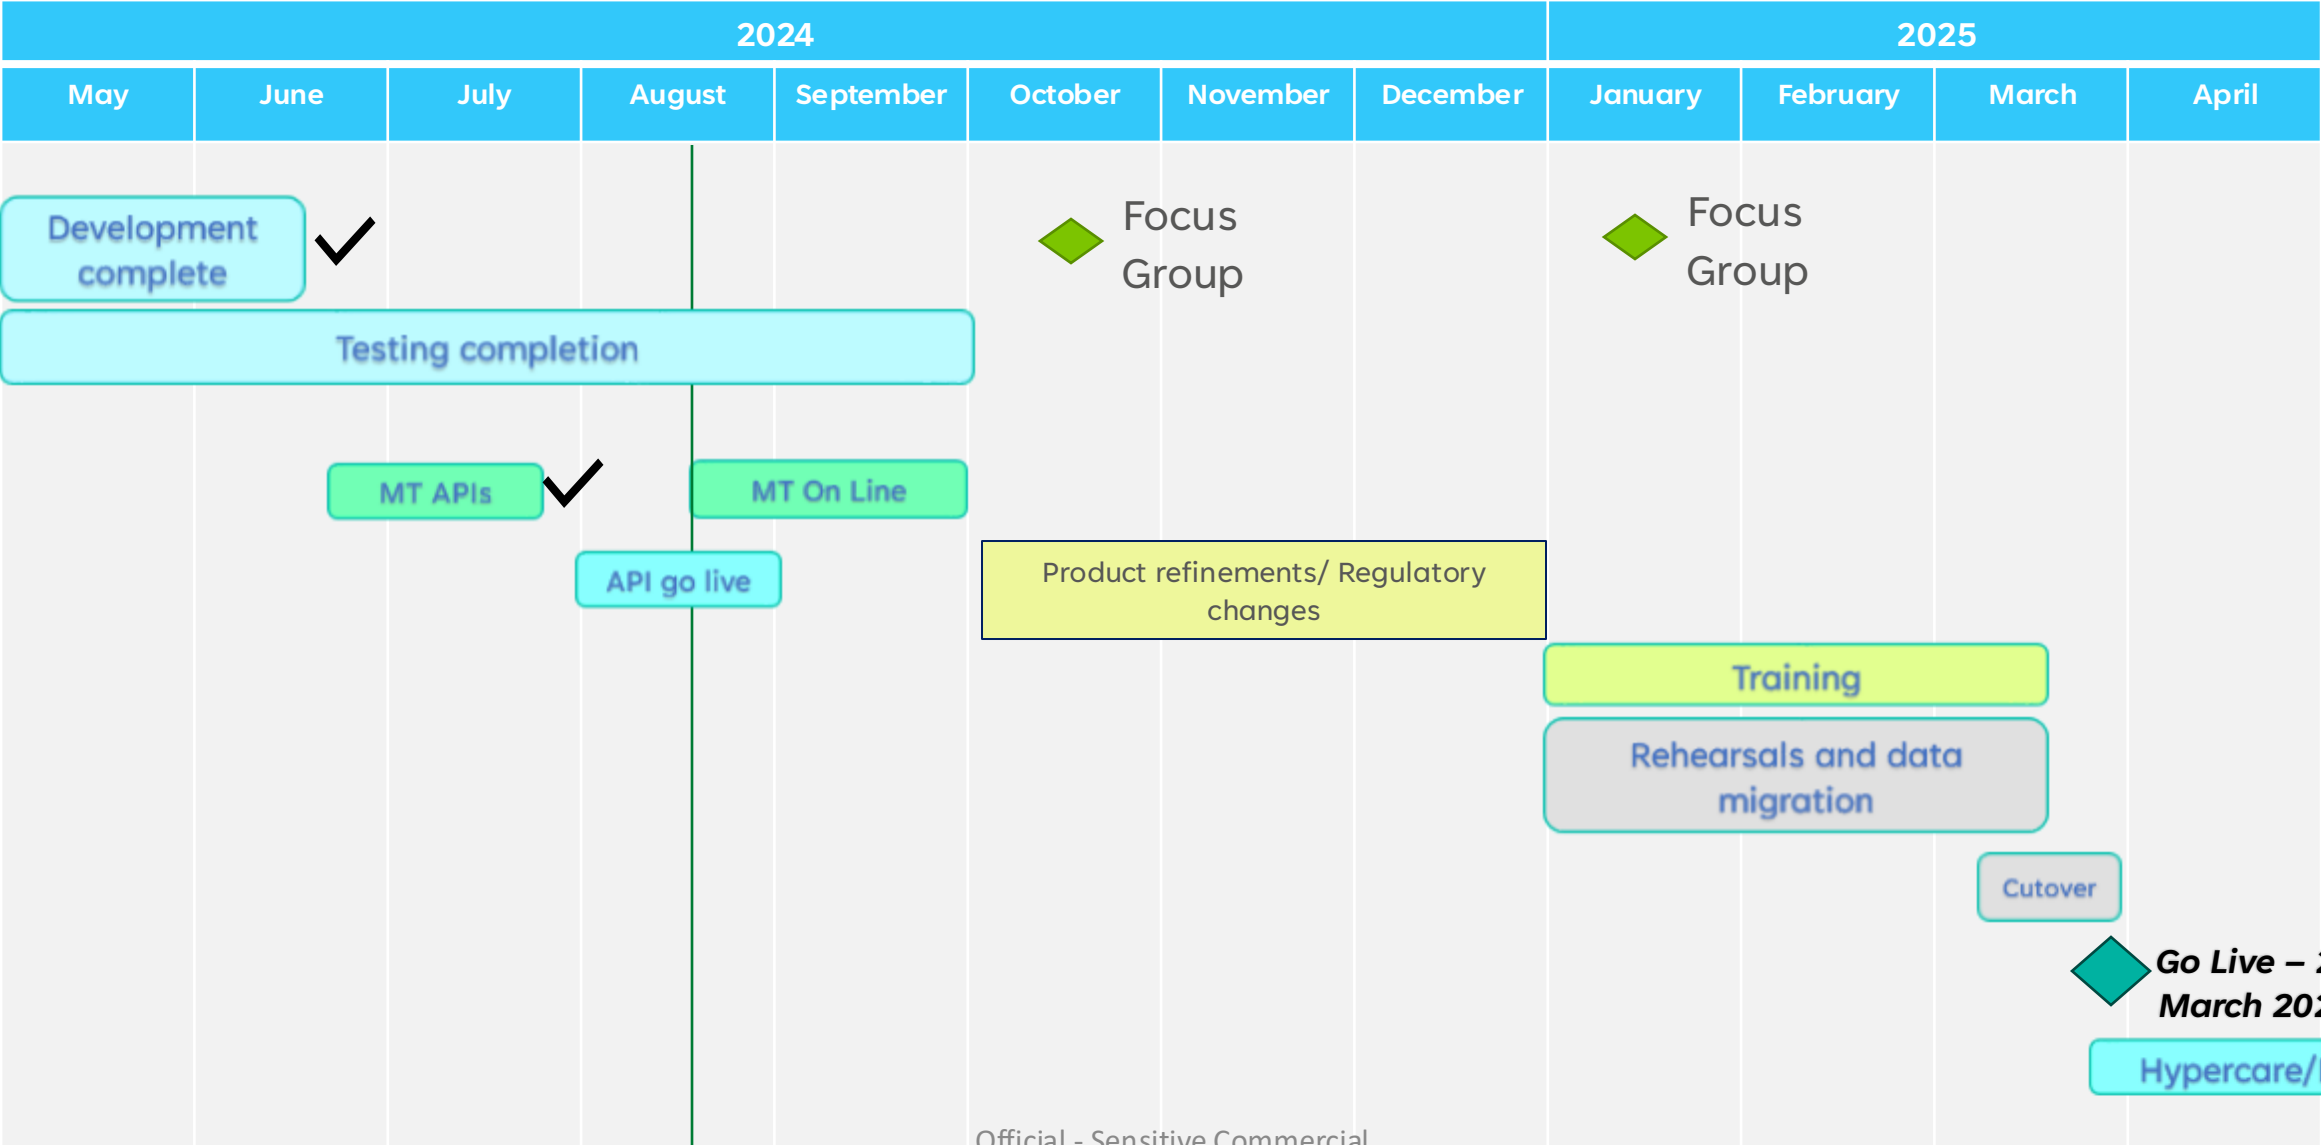 2024
2025
May
June
July
August
September
October
November
December
January
February
March
April
Development
complete
Focus
Group
Focus
Group
Testing completion
MT APIs
MT On Line
API go live
Product refinements/ Regulatory
changes
Training
Rehearsals and data
migration
Cutover
Go Live –
March
Hypercare/
Official - Sensitive Commercial